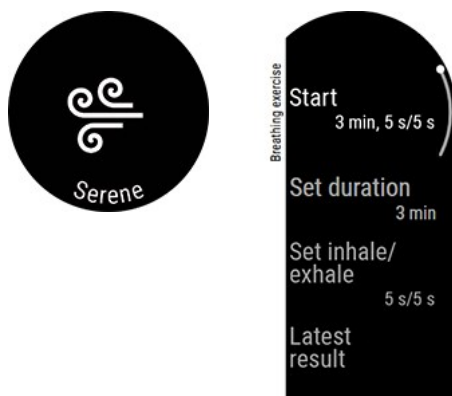 Serene
Breathing exercise
Start
3 min, 5 s/5 s
Set duration
3 min
Set inhale/
exhale
5 s/5 s
Latest
result